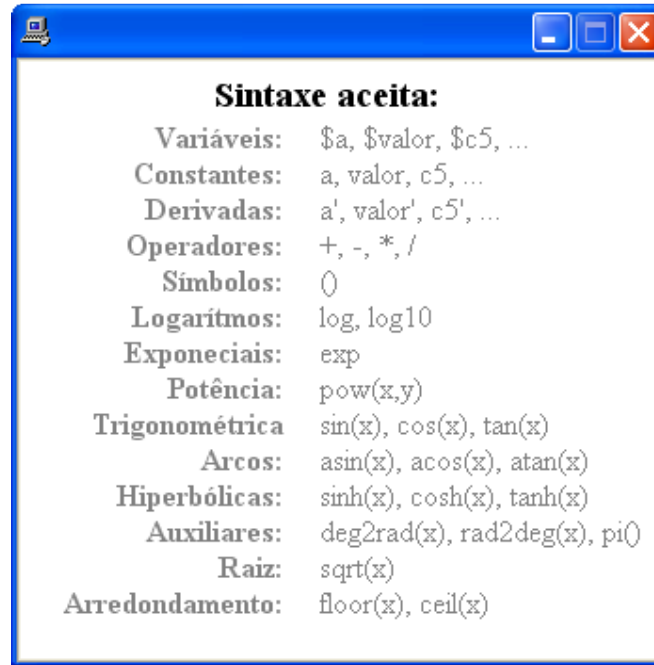 Sintaxe aceita:
Variáveis: $a, $valor, $c5, ...
Constantes: a, valor, c5, ...
Derivadas: a', valor', c5', ...
Operadores: +, -, *, /
Símbolos: ()
Logarítmos: log, log10
Exponeciais: exp
Potência: pow(x,y)
Trigonométrica sin(x), cos(x), tan(x)
Arcos: asin(x), acos(x), atan(x)
Hiperbólicas: sinh(x), cosh(x), tanh(x)
Auxiliares: deg2rad(x), rad2deg(x), pi()
Raiz: sqrt(x)
Arredondamento: floor(x), ceil(x)